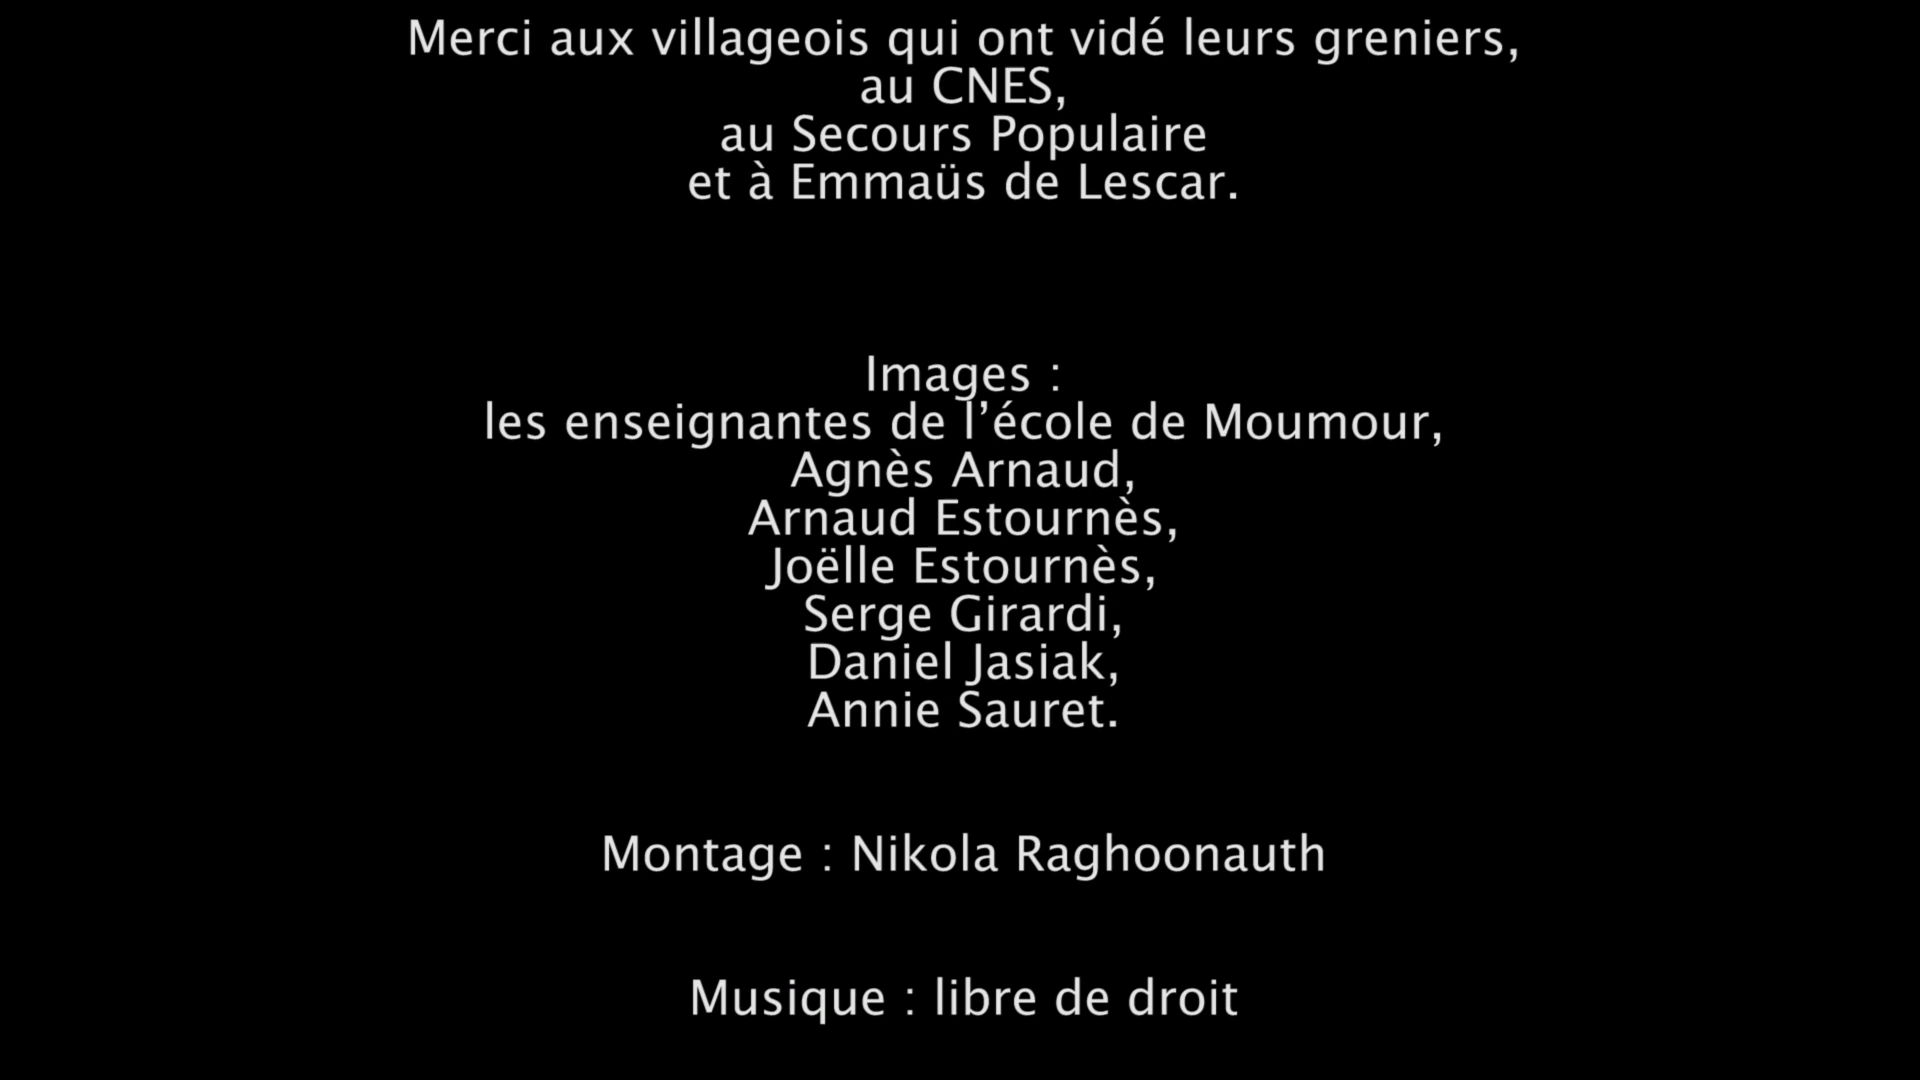 Merci aux villageois qui ont vidé leurs greniers,
au CNES,
au Secours Populaire
et à Emmaüs de Lescar.
Images :
les enseignantes de l’école de Moumour,
Agnès Arnaud,
Arnaud Estournès,
Joëlle Estournès,
Serge Girardi,
Daniel Jasiak,
Annie Sauret.
Montage : Nikola Raghoonauth
Musique : libre de droit